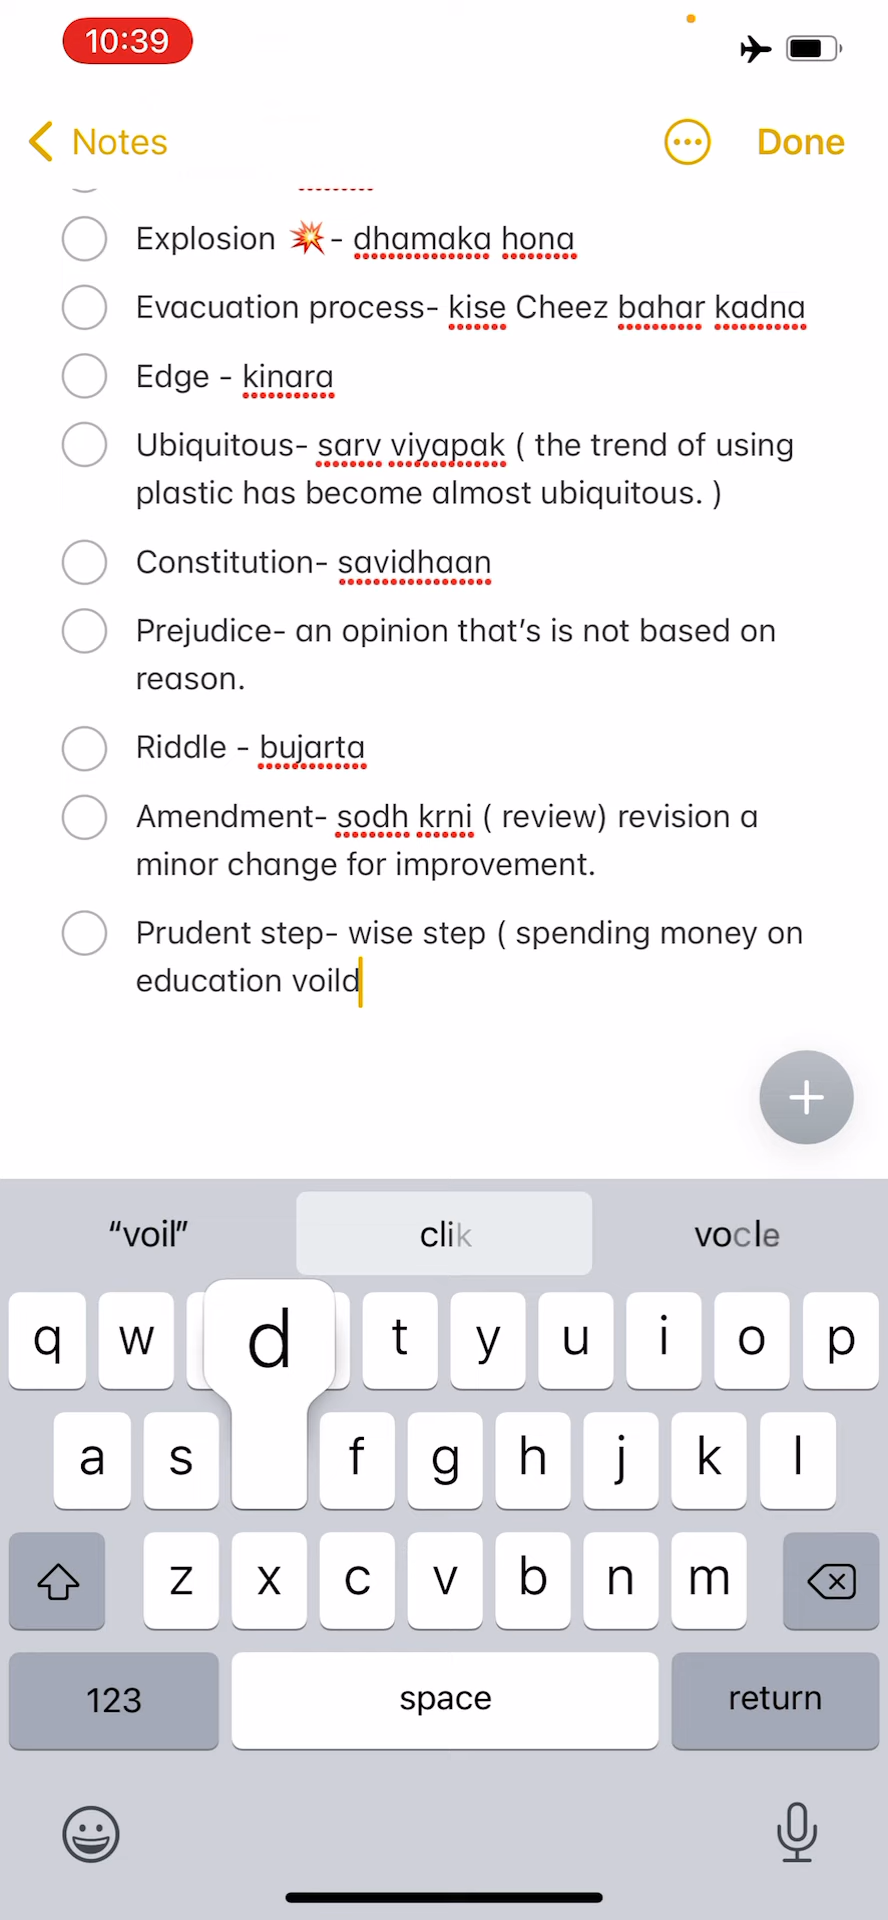 10:39
Notes
Done
Explosion 💥- dhamaka hona
Evacuation process- kise Cheez bahar kadna
Edge - kinara
Ubiquitous- sarv viyapak ( the trend of using
plastic has become almost ubiquitous. )
Constitution- savidhaan
Prejudice- an opinion that's is not based on
reason.
Riddle - bujarta
Amendment- sodh krni ( review) revision a
minor change for improvement.
Prudent step- wise step ( spending money on
education voild
“voil” clik vocle
q w d t y u i o p
a s f g h j k l
z x c v b n m
123 space return